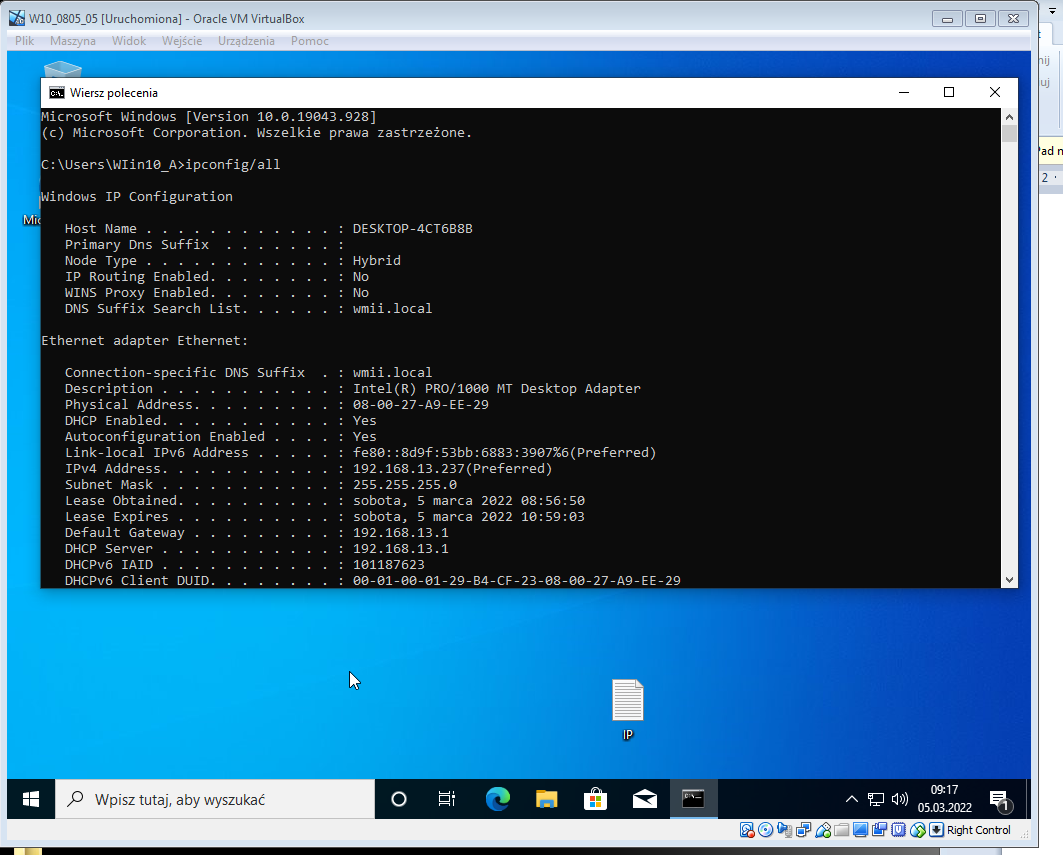 W10_0805_05 [Uruchomiona] - Oracle VM VirtualBox
Plik Maszyna Widok Wejście Urządzenia Pomoc
Wiersz polecenia
Microsoft Windows [Version 10.0.19043.928]
(c) Microsoft Corporation. Wszelkie prawa zastrzeżone.
C:\Users\WIin10_A>ipconfig/all
Windows IP Configuration
Host Name . . . . . . . . . . . . : DESKTOP-4CT6B8B
Primary Dns Suffix . . . . . . . :
Node Type . . . . . . . . . . . . : Hybrid
IP Routing Enabled. . . . . . . . : No
WINS Proxy Enabled. . . . . . . . : No
DNS Suffix Search List. . . . . . : wmii.local
Ethernet adapter Ethernet:
Connection-specific DNS Suffix . : wmii.local
Description . . . . . . . . . . . : Intel(R) PRO/1000 MT Desktop Adapter
Physical Address. . . . . . . . . : 08-00-27-A9-EE-29
DHCP Enabled. . . . . . . . . . . : Yes
Autoconfiguration Enabled . . . . : Yes
Link-local IPv6 Address . . . . . : fe80::8d9f:53bb:6883:3907%6(Preferred)
IPv4 Address. . . . . . . . . . . : 192.168.13.237(Preferred)
Subnet Mask . . . . . . . . . . . : 255.255.255.0
Lease Obtained. . . . . . . . . . : sobota, 5 marca 2022 08:56:50
Lease Expires . . . . . . . . . . : sobota, 5 marca 2022 10:59:03
Default Gateway . . . . . . . . . : 192.168.13.1
DHCP Server . . . . . . . . . . . : 192.168.13.1
DHCPv6 IAID . . . . . . . . . . . : 101187623
DHCPv6 Client DUID. . . . . . . . : 00-01-00-01-29-B4-CF-23-08-00-27-A9-EE-29
IP
Wpisz tutaj, aby wyszukać
09:17
05.03.2022
1
Right Control